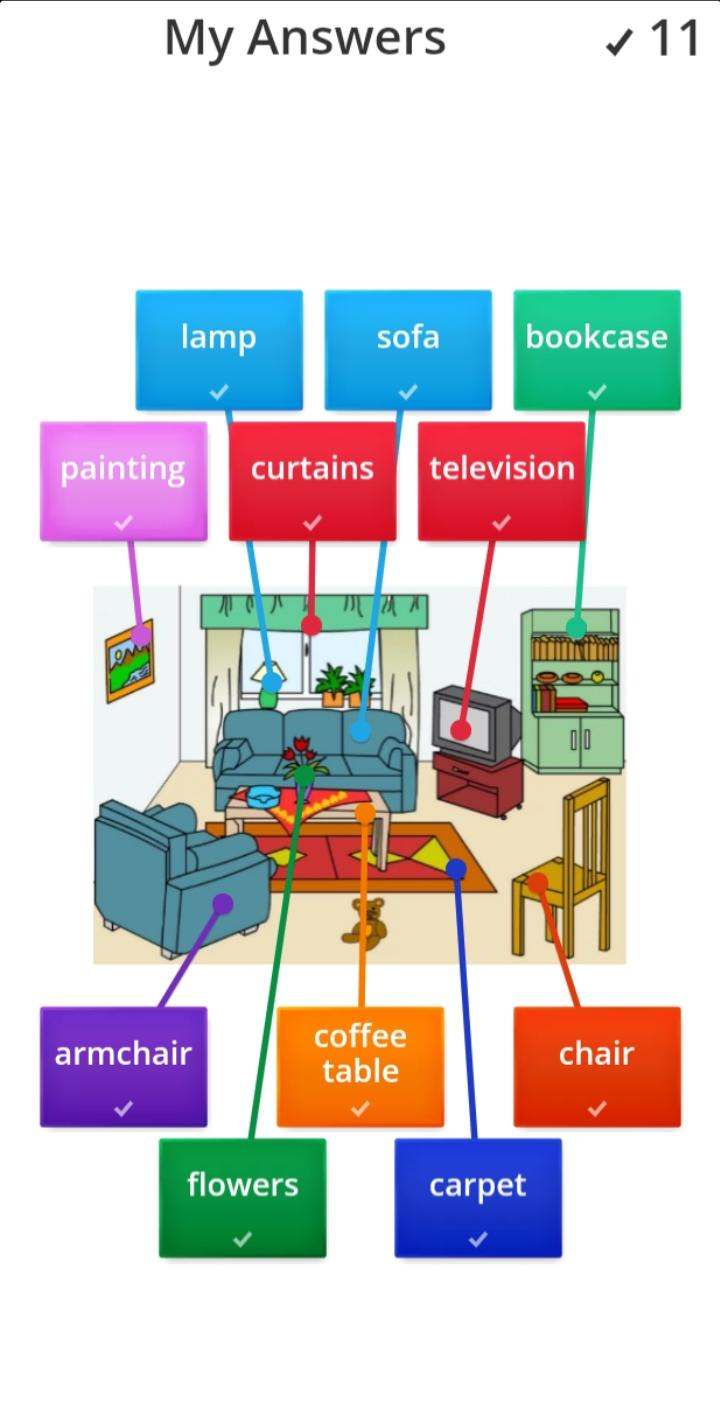 My Answers ✓ 11
lamp
sofa
bookcase
painting
curtains
television
armchair
coffee
table
chair
flowers
carpet